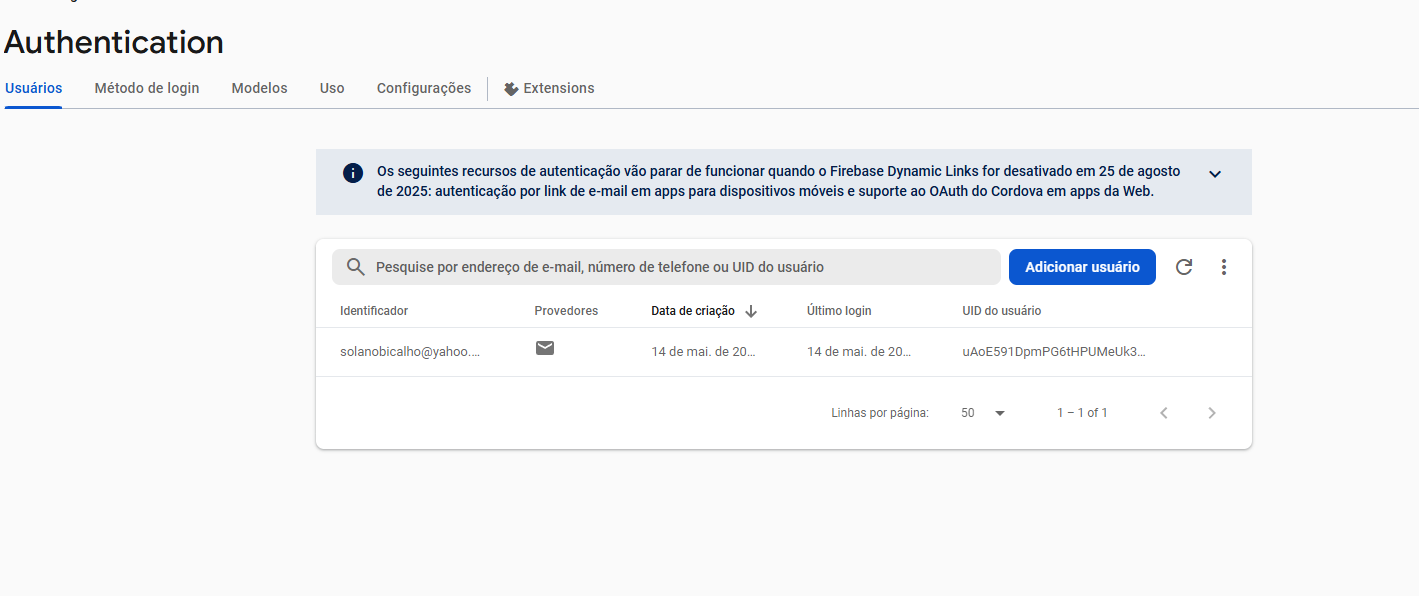 Authentication
Usuários Método de login Modelos Uso Configurações Extensions
Os seguintes recursos de autenticação vão parar de funcionar quando o Firebase Dynamic Links for desativado em 25 de agosto
de 2025: autenticação por link de e-mail em apps para dispositivos móveis e suporte ao OAuth do Cordova em apps da Web.
Pesquise por endereço de e-mail, número de telefone ou UID do usuário Adicionar usuário
Identificador Provedores Data de criação Último login UID do usuário
solanobicalho@yahoo.... 14 de mai. de 20... 14 de mai. de 20... uAoE591DpmPG6tHPUMeUk3...
Linhas por página: 50 1 – 1 of 1